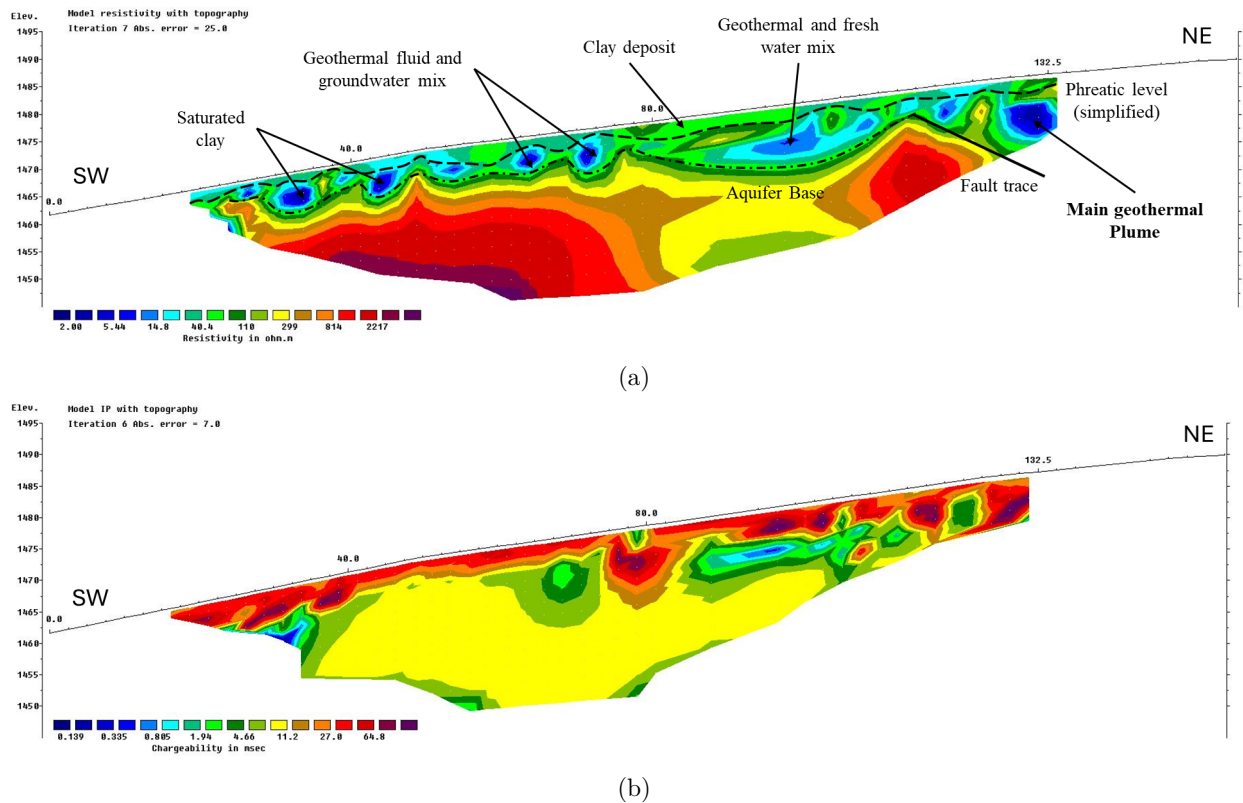 Elev.
Model resistivity with topography
Iteration 7 Abs. error = 25.0
1495
1490
1485
1480
1475
1470
1465
1460
1455
1450
SW
NE
0.0
40.0
80.0
132.5
Saturated
clay
Geothermal fluid and
groundwater mix
Clay deposit
Geothermal and fresh
water mix
Phreatic level
(simplified)
Aquifer Base
Fault trace
Main geothermal
Plume
2.00 5.44 14.8 40.4 110 299 814 2217
Resistivity in ohm.m
(a)
Elev.
Model IP with topography
Iteration 6 Abs. error = 7.0
1495
1490
1485
1480
1475
1470
1465
1460
1455
1450
SW
NE
0.0
40.0
80.0
132.5
0.139 0.335 0.805 1.94 4.66 11.2 27.0 64.8
Chargeability in msec
(b)